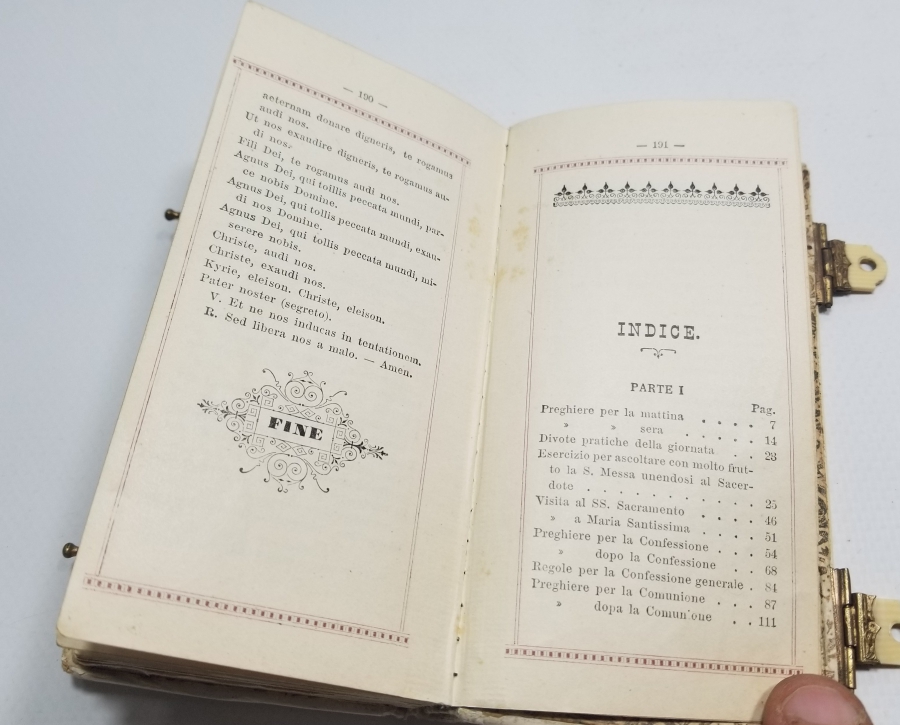 — 190 —
aeternam donare digneris, te rogamus
audi nos.
Ut nos exaudire digneris, te rogamus au-
di nos.
Fili Dei, te rogamus audi nos.
Agnus Dei, qui toillis peccata mundi, par-
ce nobis Domine.
Agnus Dei, qui tollis peccata mundi, exau-
di nos Domine.
Agnus Dei, qui tollis peccata mundi, mi-
serere nobis.
Christe, audi nos.
Christe, exaudi nos.
Kyrie, eleison. Christe, eleison.
Pater noster (segreto).
V. Et ne nos inducas in tentationem.
R. Sed libera nos a malo. — Amen.
FINE
— 191 —
INDICE.
PARTE I
Pag.
Preghiere per la mattina . . . . 7
» » sera . . . . . 14
Divote pratiche della giornata . . 23
Esercizio per ascoltare con molto frut-
to la S. Messa unendosi al Sacer-
dote . . . . . . . . . . 25
Visita al SS. Sacramento . . . . 46
» a Maria Santissima . . . . 51
Preghiere per la Confessione . . . 54
» dopo la Confessione . . . 68
Regole per la Confessione generale . 84
Preghiere per la Comunione . . . 87
» dopa la Comun'one . . 111